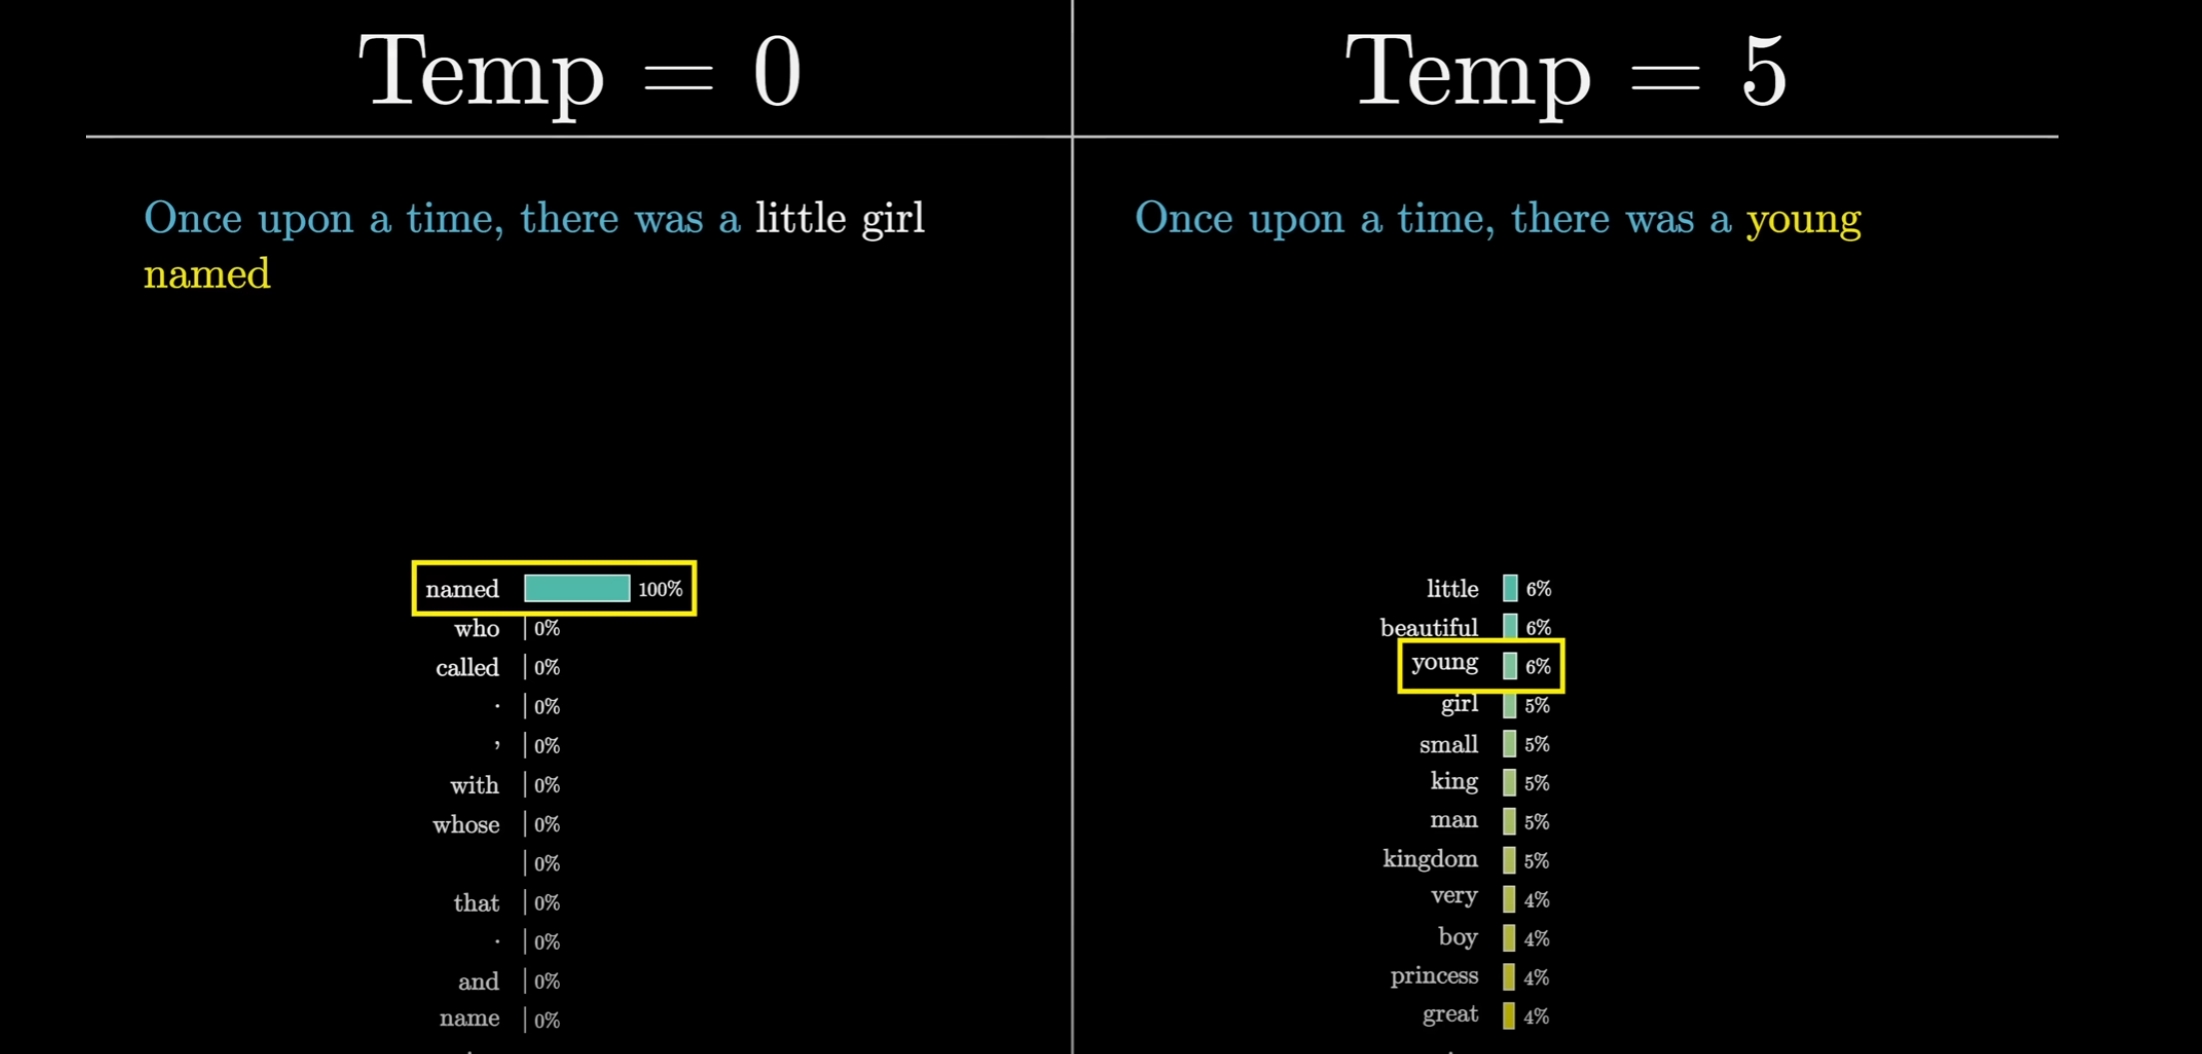 Temp = 0
Once upon a time, there was a little girl
named
named 100%
who 0%
called 0%
. 0%
, 0%
with 0%
whose 0%
0%
that 0%
. 0%
and 0%
name 0%
Temp = 5
Once upon a time, there was a young
little 6%
beautiful 6%
young 6%
girl 5%
small 5%
king 5%
man 5%
kingdom 5%
very 4%
boy 4%
princess 4%
great 4%